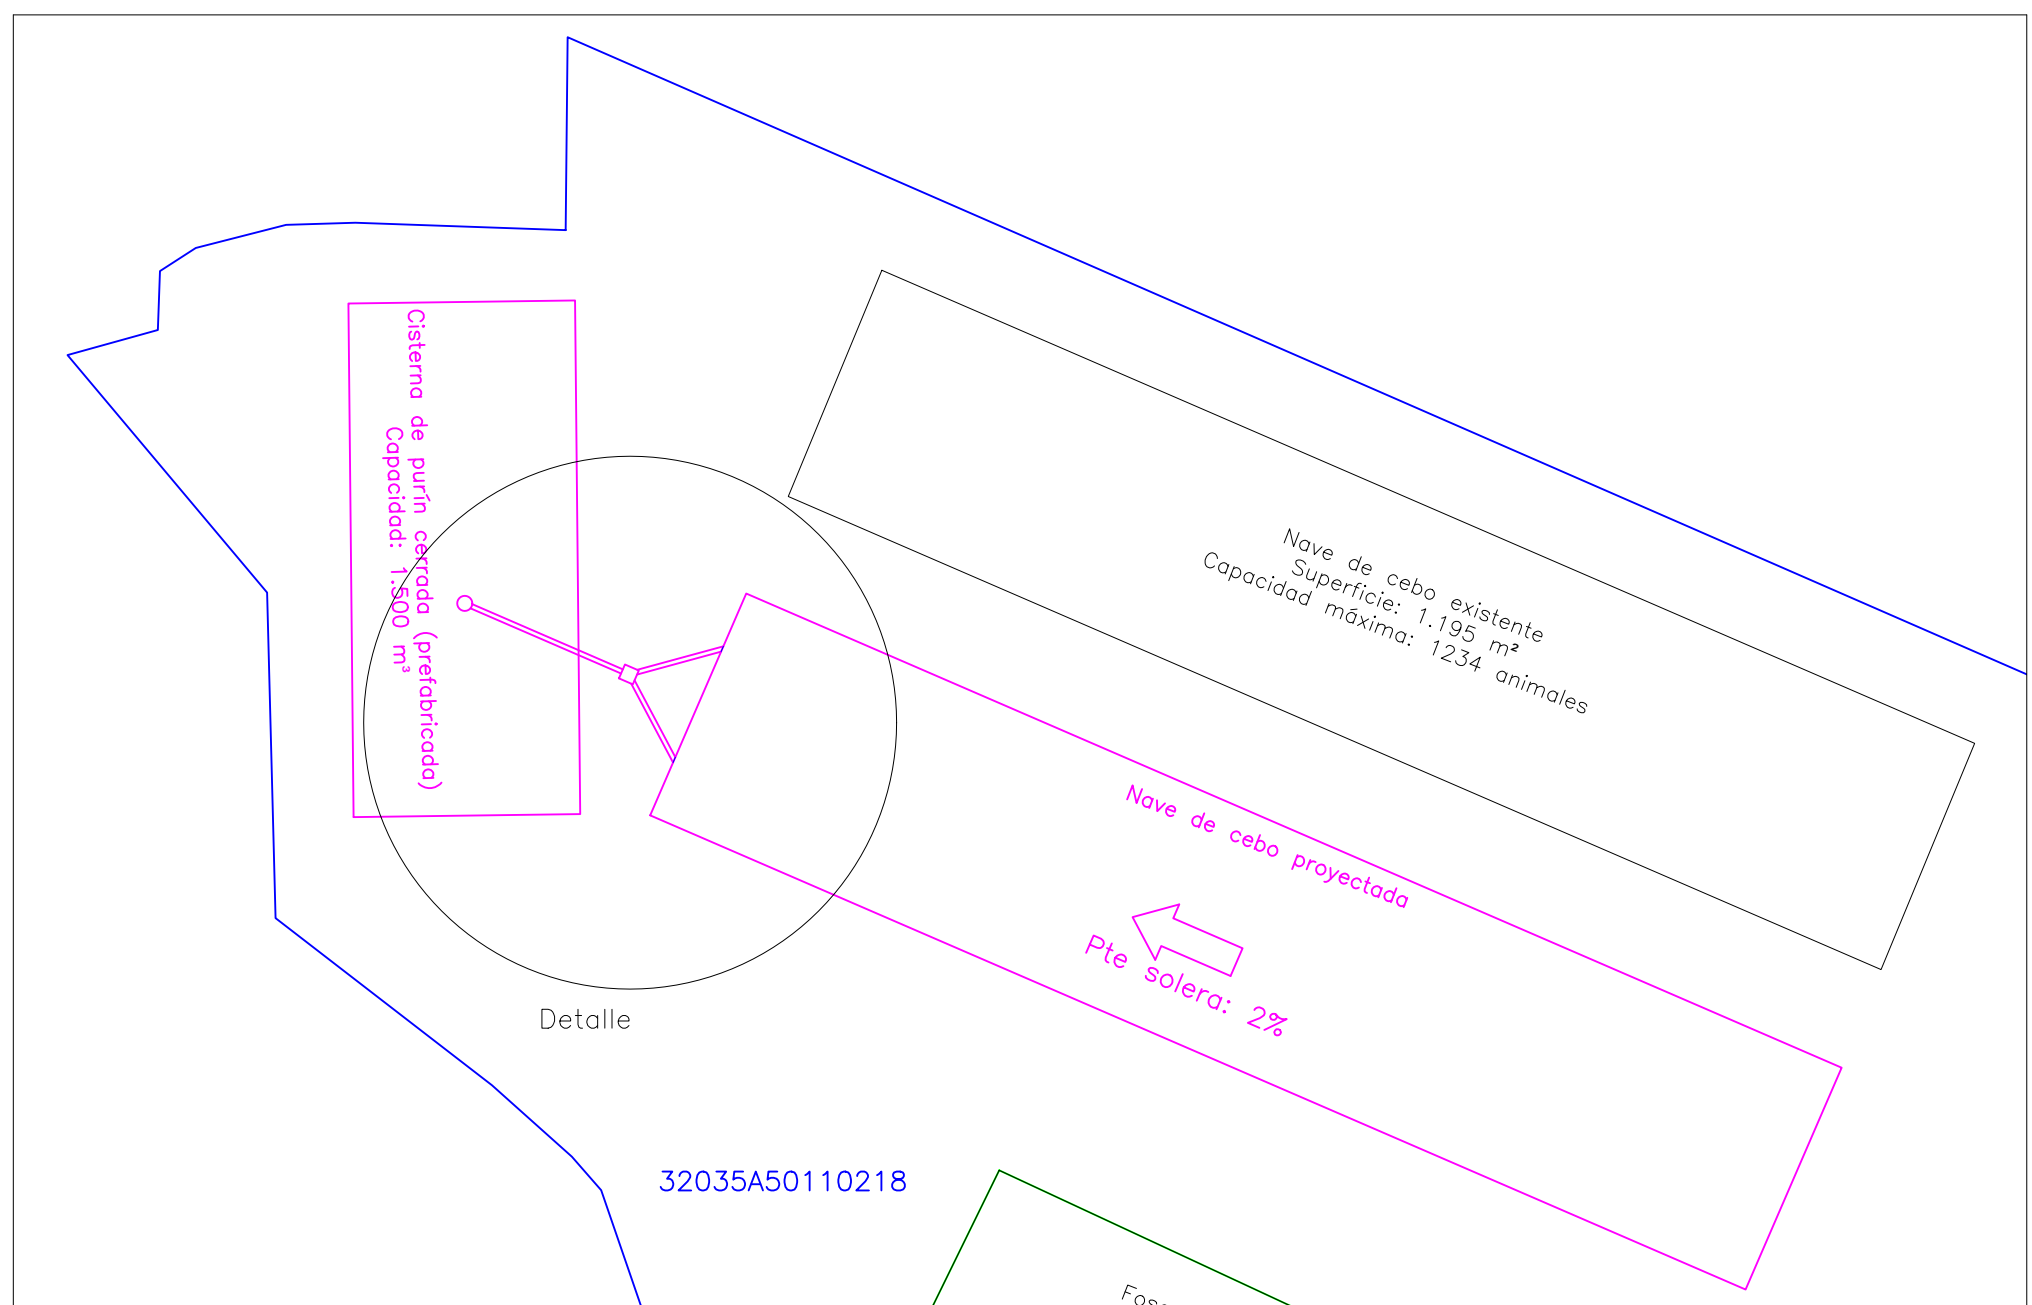 Cisterna de purín cerrada (prefabricada)
Capacidad: 1.500 m³
Nave de cebo existente
Superficie: 1.195 m²
Capacidad máxima: 1234 animales
Nave de cebo proyectada
Pte solera: 2%
Detalle
32035A50110218